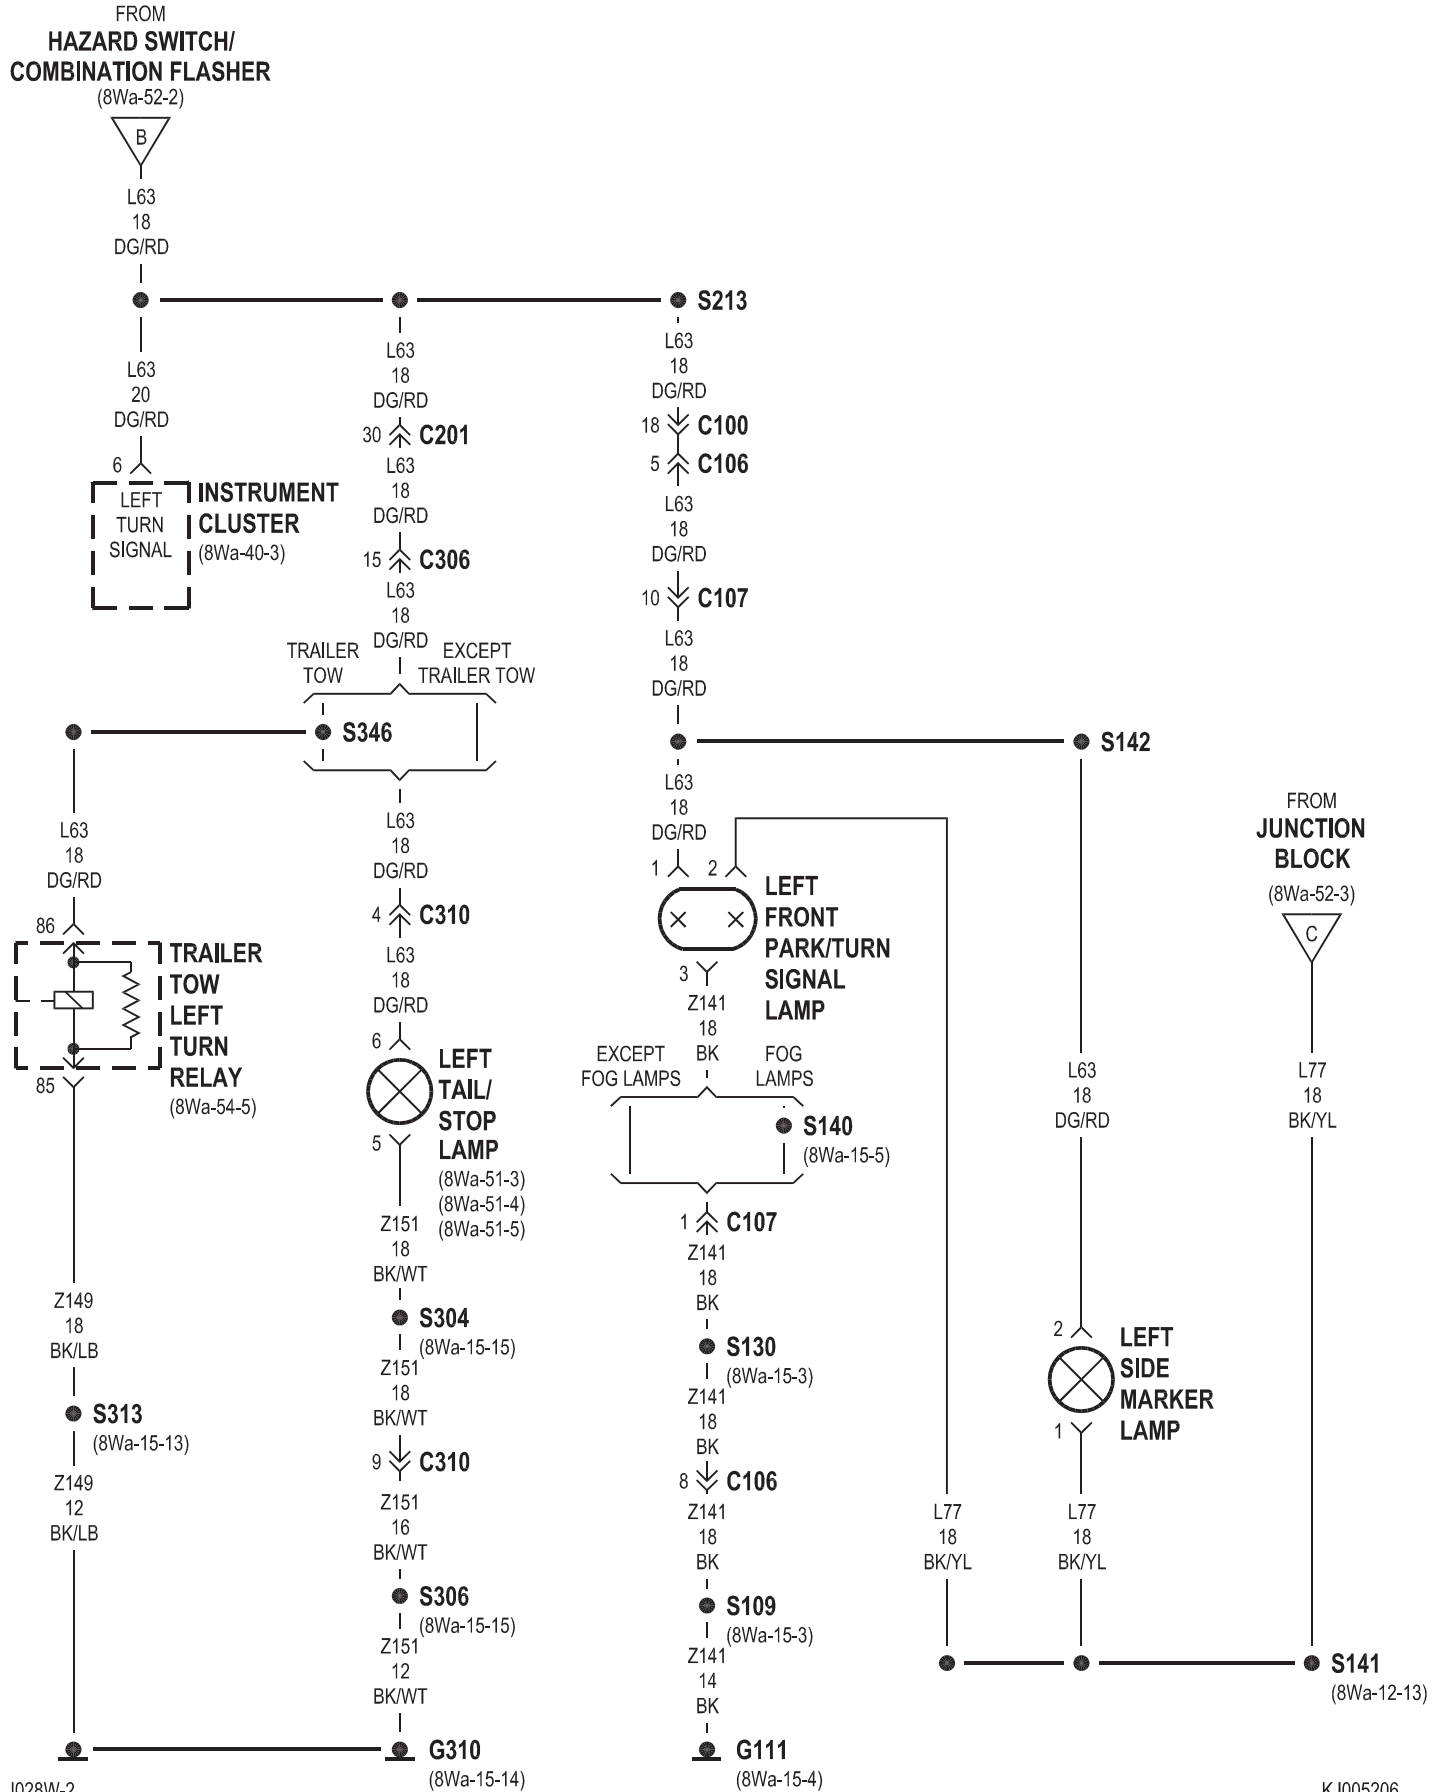 FROM
HAZARD SWITCH/
COMBINATION FLASHER
(8Wa-52-2)
B
L63
18
DG/RD
S213
L63
20
DG/RD
6
LEFT
TURN
SIGNAL
INSTRUMENT
CLUSTER
(8Wa-40-3)
L63
18
DG/RD
30
C201
L63
18
DG/RD
15
C306
L63
18
DG/RD
TRAILER
TOW
EXCEPT
TRAILER TOW
S346
L63
18
DG/RD
86
TRAILER
TOW
LEFT
TURN
RELAY
(8Wa-54-5)
85
Z149
18
BK/LB
S313
(8Wa-15-13)
Z149
12
BK/LB
L63
18
DG/RD
4
C310
L63
18
DG/RD
6
LEFT
TAIL/
STOP
LAMP
(8Wa-51-3)
(8Wa-51-4)
(8Wa-51-5)
5
Z151
18
BK/WT
S304
(8Wa-15-15)
Z151
18
BK/WT
9
C310
Z151
16
BK/WT
S306
(8Wa-15-15)
Z151
12
BK/WT
G310
(8Wa-15-14)
L63
18
DG/RD
18
C100
5
C106
L63
18
DG/RD
10
C107
L63
18
DG/RD
S142
L63
18
DG/RD
1
2
LEFT
FRONT
PARK/TURN
SIGNAL
LAMP
3
Z141
18
BK
EXCEPT
FOG LAMPS
FOG
LAMPS
S140
(8Wa-15-5)
1
C107
Z141
18
BK
S130
(8Wa-15-3)
Z141
18
BK
8
C106
Z141
18
BK
S109
(8Wa-15-3)
Z141
14
BK
G111
(8Wa-15-4)
L77
18
BK/YL
L63
18
DG/RD
2
LEFT
SIDE
MARKER
LAMP
1
L77
18
BK/YL
FROM
JUNCTION
BLOCK
(8Wa-52-3)
C
L77
18
BK/YL
S141
(8Wa-12-13)
J028W-2
KJ005206